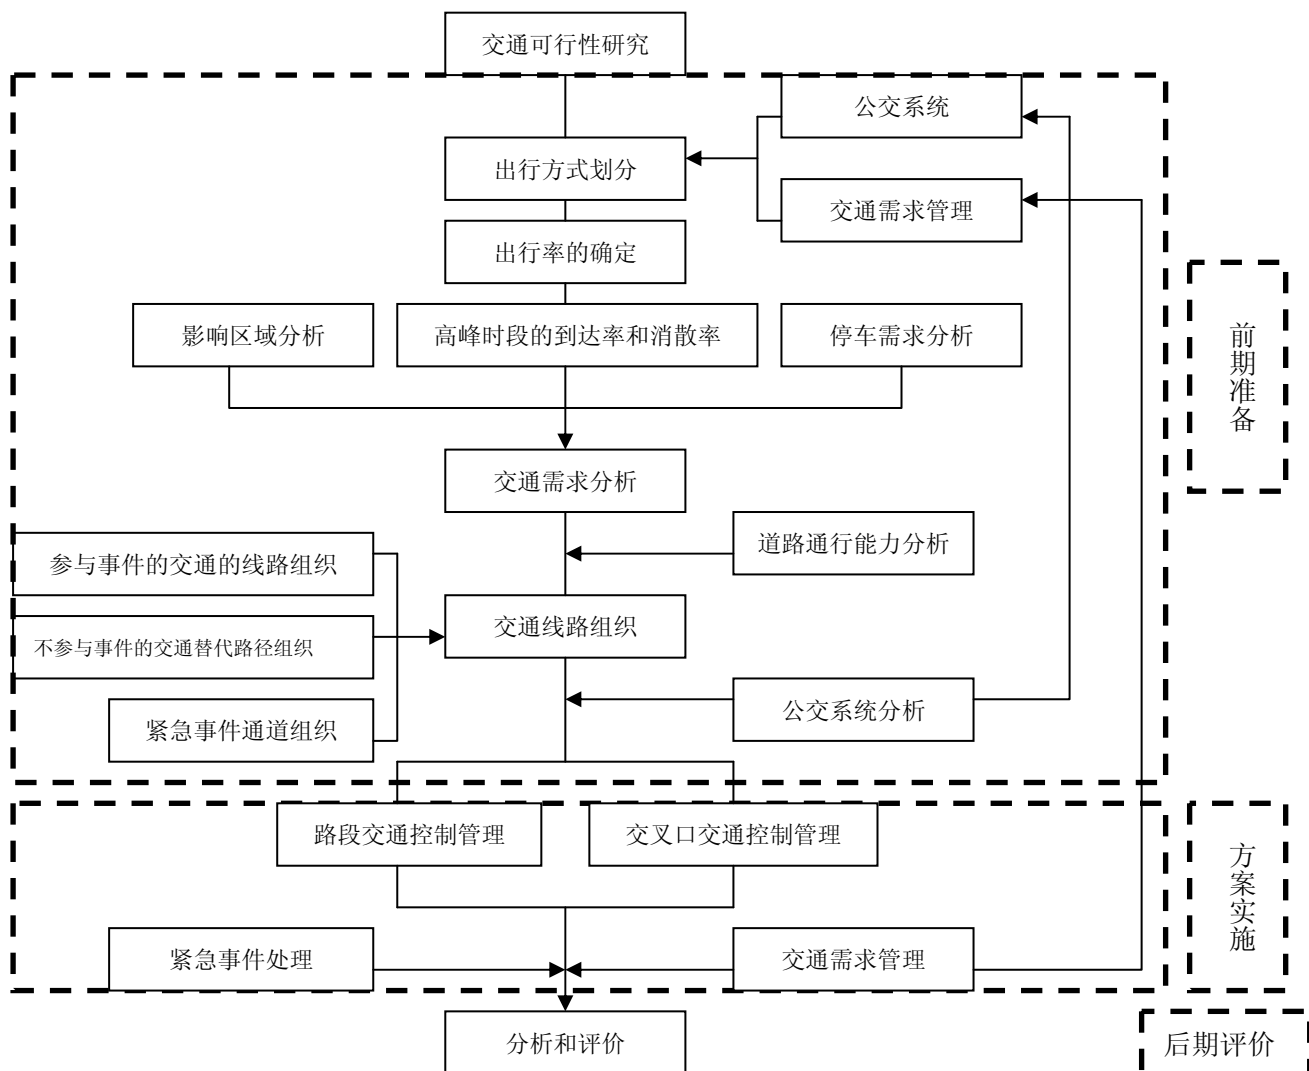 交通可行性研究
公交系统
出行方式划分
交通需求管理
出行率的确定
影响区域分析
高峰时段的到达率和消散率
停车需求分析
前期准备
交通需求分析
道路通行能力分析
参与事件的交通的线路组织
交通线路组织
不参与事件的交通替代路径组织
公交系统分析
紧急事件通道组织
路段交通控制管理
交叉口交通控制管理
方案实施
紧急事件处理
交通需求管理
分析和评价
后期评价